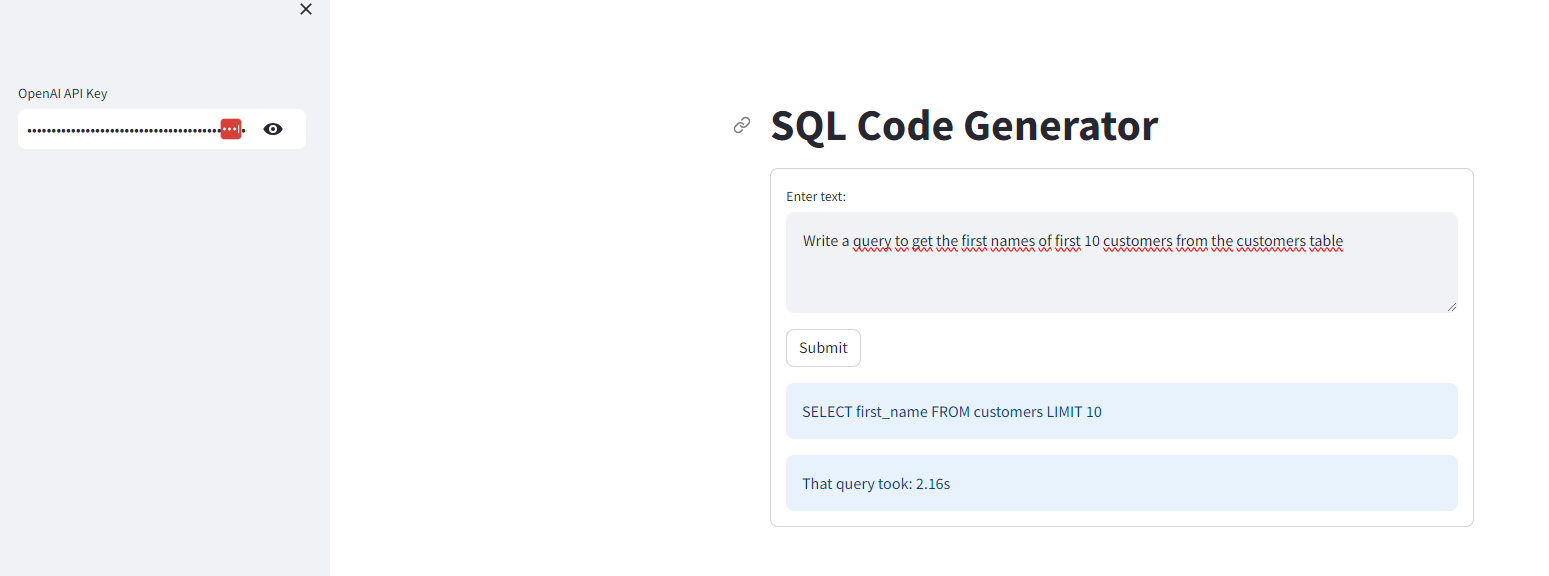 OpenAI API Key
SQL Code Generator
Enter text:
Write a query to get the first names of first 10 customers from the customers table
Submit
SELECT first_name FROM customers LIMIT 10
That query took: 2.16s